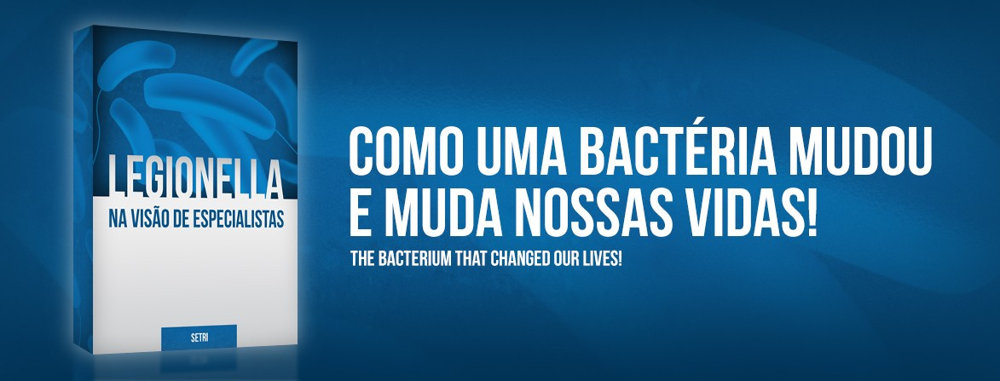 LEGIONELLA
NA VISÃO DE ESPECIALISTAS
SETRI
COMO UMA BACTÉRIA MUDOU
E MUDA NOSSAS VIDAS!
THE BACTERIUM THAT CHANGED OUR LIVES!